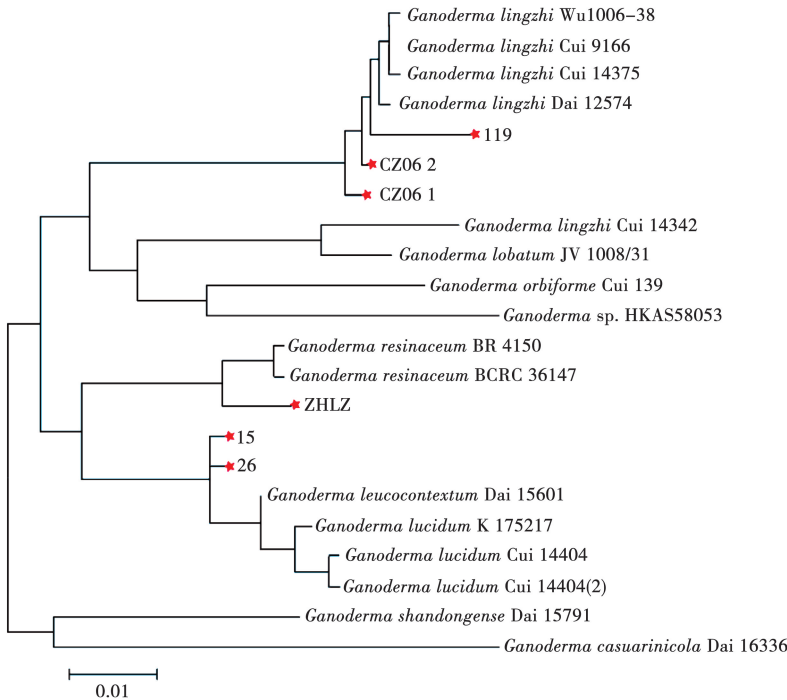 Ganoderma lingzhi Wu1006−38
Ganoderma lingzhi Cui 9166
Ganoderma lingzhi Cui 14375
Ganoderma lingzhi Dai 12574
119
CZ06 2
CZ06 1
Ganoderma lingzhi Cui 14342
Ganoderma lobatum JV 1008/31
Ganoderma orbiforme Cui 139
Ganoderma sp. HKAS58053
Ganoderma resinaceum BR 4150
Ganoderma resinaceum BCRC 36147
ZHLZ
15
26
Ganoderma leucocontextum Dai 15601
Ganoderma lucidum K 175217
Ganoderma lucidum Cui 14404
Ganoderma lucidum Cui 14404(2)
Ganoderma shandongense Dai 15791
Ganoderma casuarinicola Dai 16336
0.01